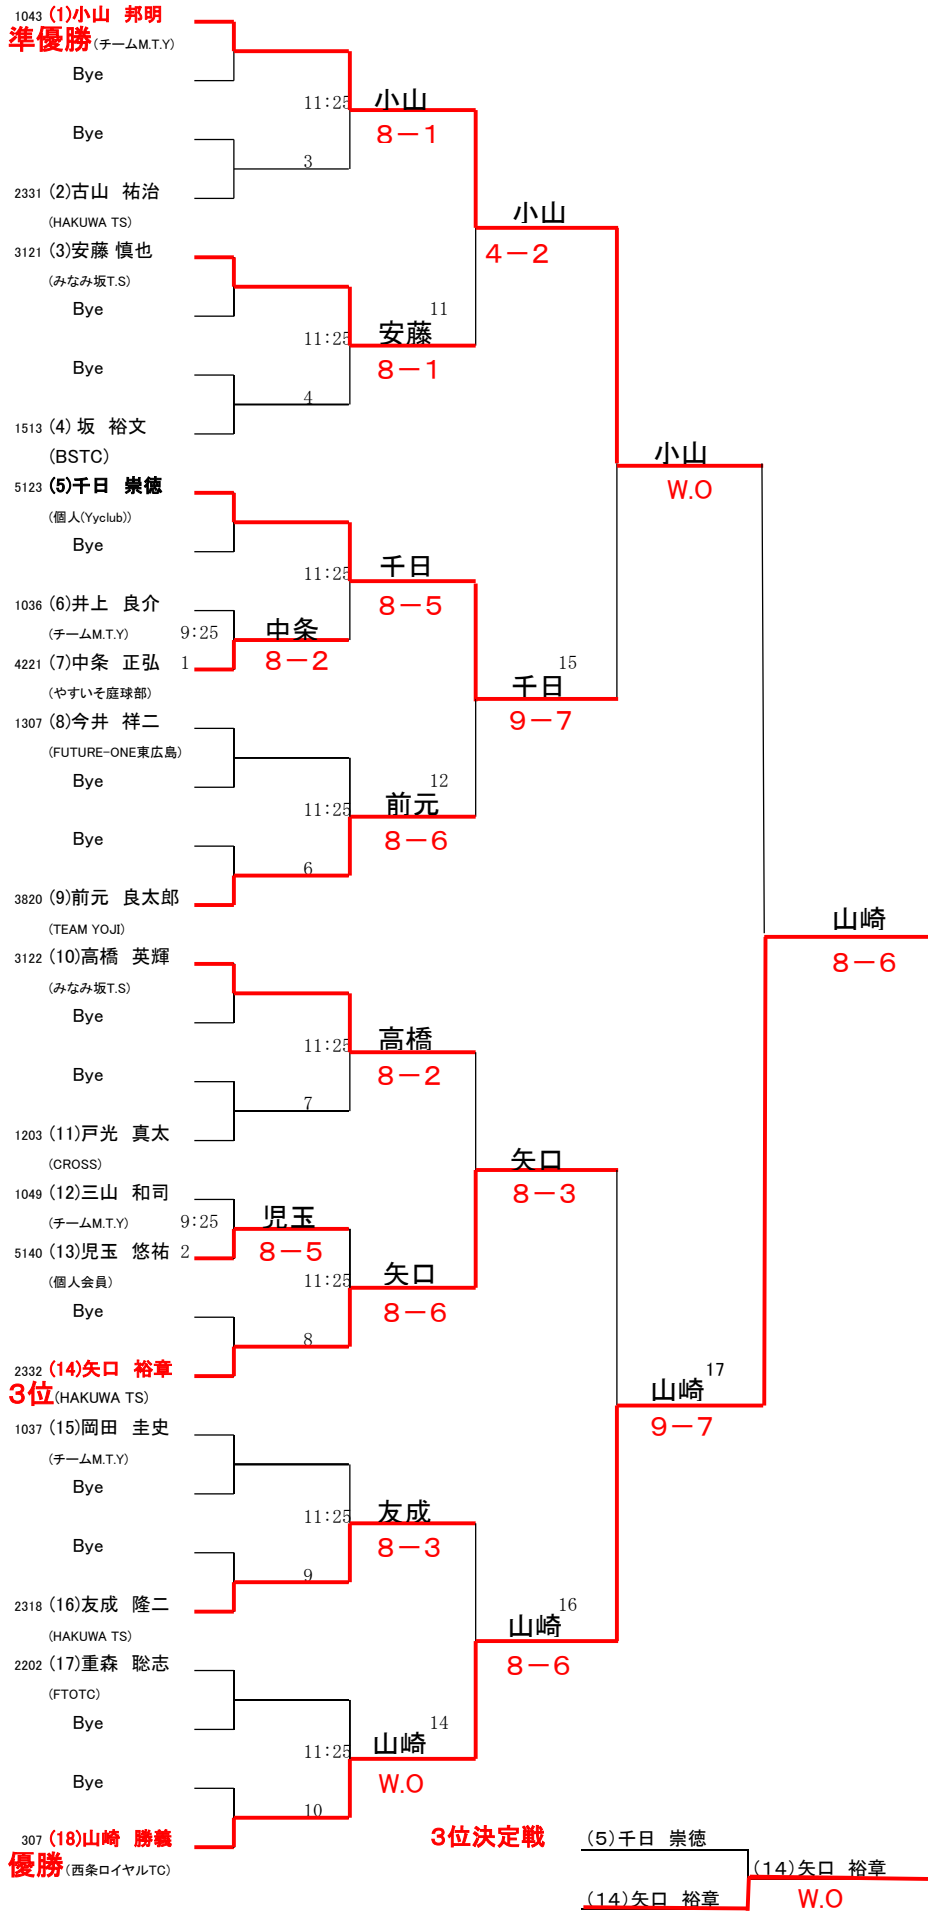 1043 (1)小山 邦明
準優勝(チームM.T.Y)
Bye
11:25 小山
8-1
Bye
3
2331 (2)古山 祐治
(HAKUWA TS)
小山
4-2
3121 (3)安藤 慎也
(みなみ坂T.S)
Bye
11
11:25 安藤
8-1
Bye
4
1513 (4)坂 裕文
(BSTC)
小山
W.O
5123 (5)千日 崇徳
(個人(Yyclub))
Bye
11:25 千日
8-5
1036 (6)井上 良介
(チームM.T.Y) 9:25 中条
8-2
4221 (7)中条 正弘 1
(やすいそ庭球部)
15
千日
9-7
1307 (8)今井 祥二
(FUTURE-ONE東広島)
Bye
12
11:25 前元
8-6
Bye
6
3820 (9)前元 良太郎
(TEAM YOJI)
山崎
8-6
3122 (10)高橋 英輝
(みなみ坂T.S)
Bye
11:25 高橋
8-2
Bye
7
1203 (11)戸光 真太
(CROSS)
矢口
8-3
1049 (12)三山 和司
(チームM.T.Y) 9:25 児玉
8-5
5140 (13)児玉 悠祐 2
(個人会員)
11:25 矢口
8-6
Bye
8
2332 (14)矢口 裕章
3位(HAKUWA TS)
17
山崎
9-7
1037 (15)岡田 圭史
(チームM.T.Y)
Bye
11:25 友成
8-3
Bye
9
2318 (16)友成 隆二
(HAKUWA TS)
16
山崎
8-6
2202 (17)重森 聡志
(FTOTC)
Bye
14
11:25 山崎
W.O
Bye
10
307 (18)山崎 勝義
優勝(西条ロイヤルTC)
3位決定戦
(5)千日 崇徳
(14)矢口 裕章
W.O
(14)矢口 裕章